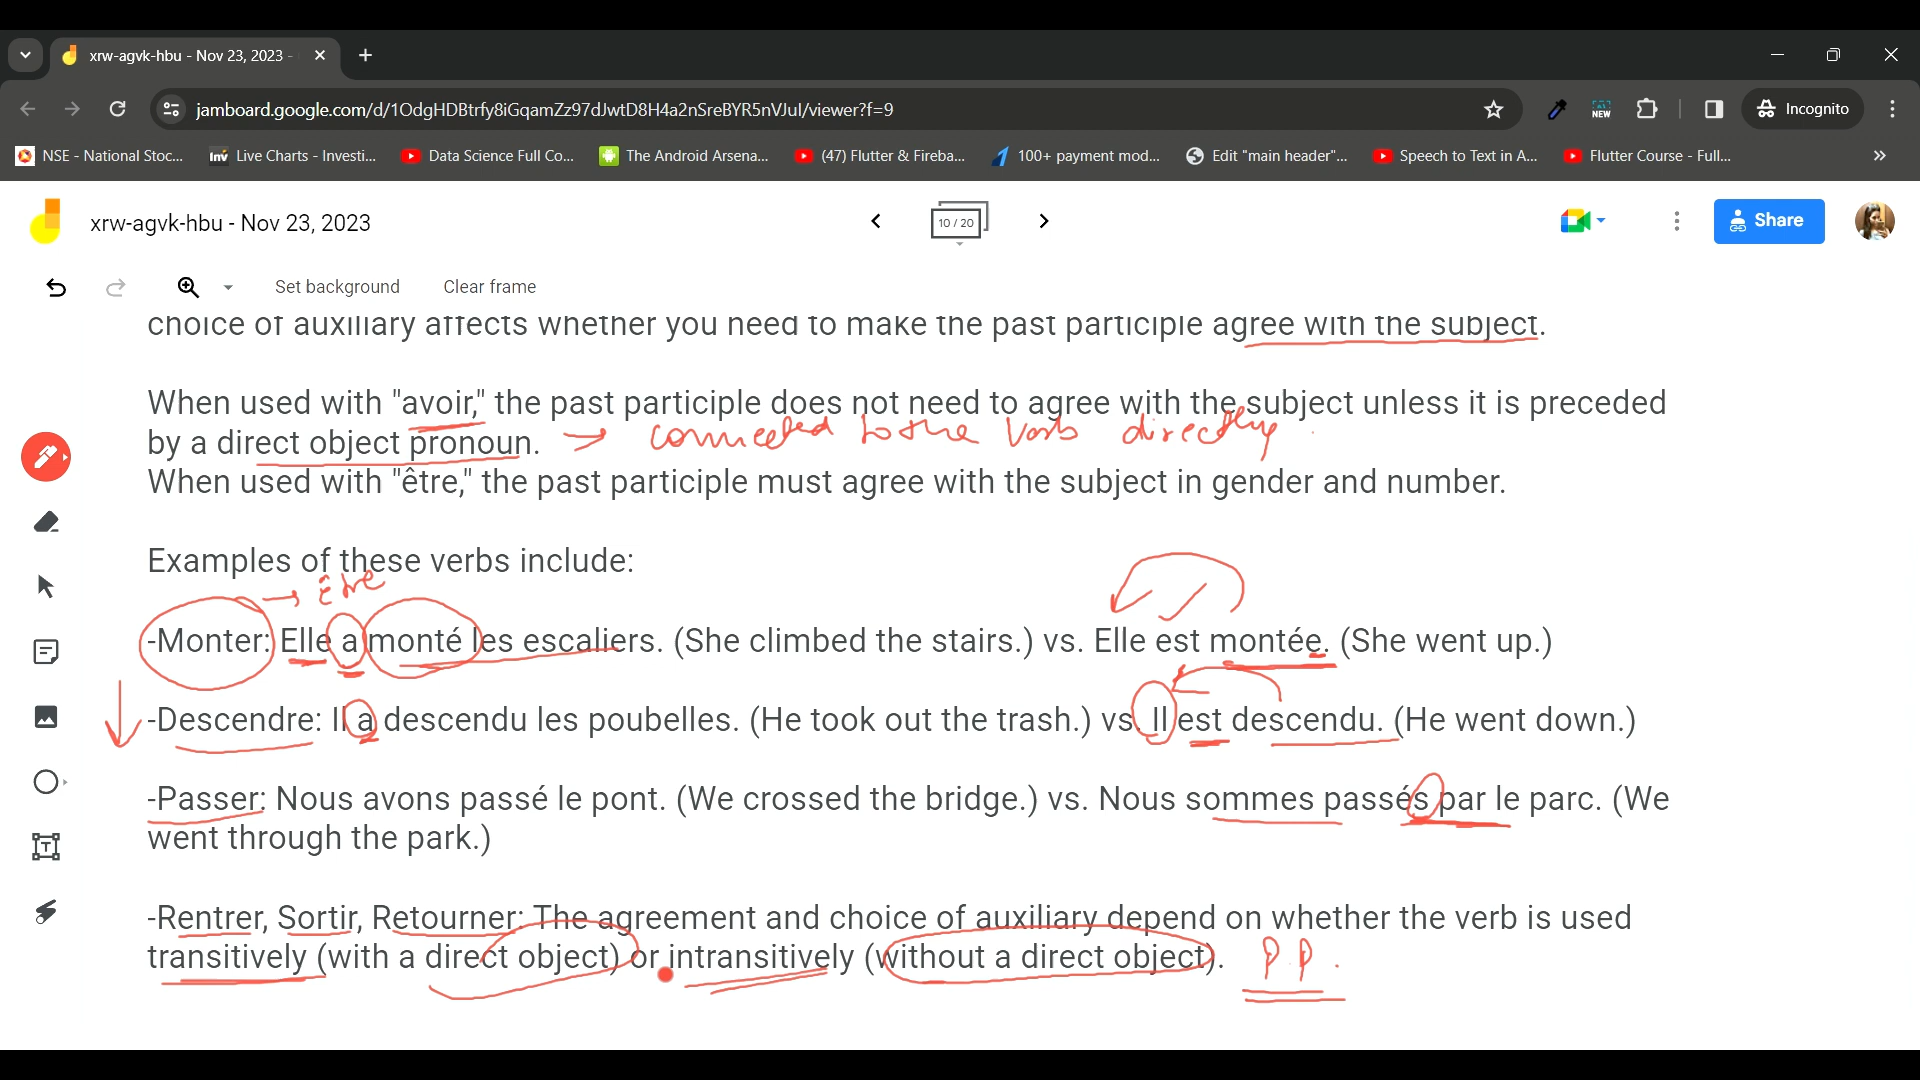 xrw-agvk-hbu - Nov 23, 2023 -
jamboard.google.com/d/1OdgHDBtrfy8iGqamZz97dJwtD8H4a2nSreBYR5nVJuI/viewer?f=9
NEW
Incognito
NSE - National Stoc...
Inv Live Charts - Investi...
Data Science Full Co...
The Android Arsena...
(47) Flutter & Fireba...
100+ payment mod...
Edit "main header"...
Speech to Text in A...
Flutter Course - Full...
xrw-agvk-hbu - Nov 23, 2023
10 / 20
Share
Set background
Clear frame
choice of auxiliary affects whether you need to make the past participle agree with the subject.
When used with "avoir," the past participle does not need to agree with the subject unless it is preceded
by a direct object pronoun. → connected to the verb directly.
When used with "être," the past participle must agree with the subject in gender and number.
Examples of these verbs include:
→ être
-Monter: Elle a monté les escaliers. (She climbed the stairs.) vs. Elle est montée. (She went up.)
-Descendre: Il a descendu les poubelles. (He took out the trash.) vs. Il est descendu. (He went down.)
-Passer: Nous avons passé le pont. (We crossed the bridge.) vs. Nous sommes passés par le parc. (We
went through the park.)
-Rentrer, Sortir, Retourner: The agreement and choice of auxiliary depend on whether the verb is used
transitively (with a direct object) or intransitively (without a direct object). P.P.